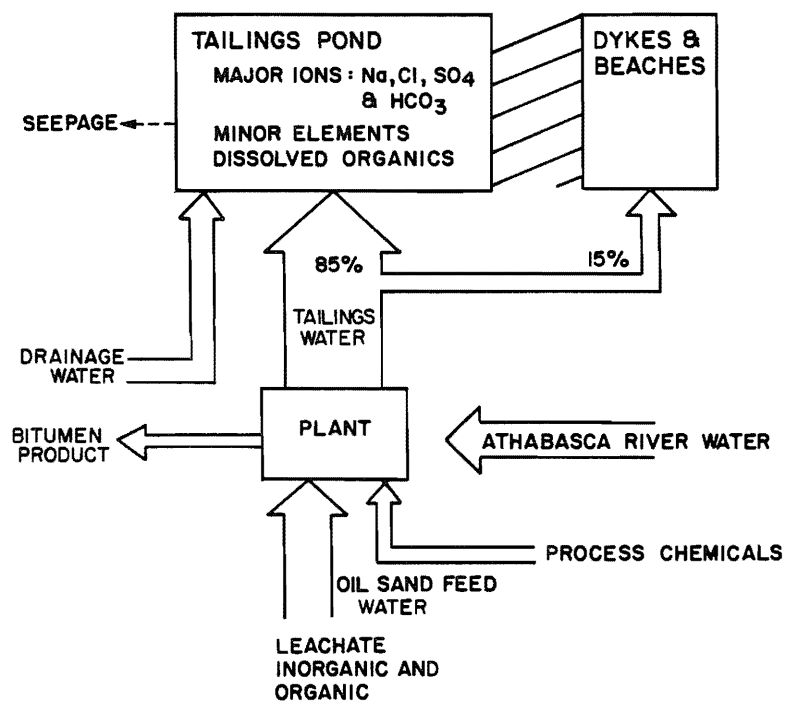 TAILINGS POND
MAJOR IONS: Na, Cl, SO4
& HCO3
MINOR ELEMENTS
DISSOLVED ORGANICS
DYKES &
BEACHES
SEEPAGE
85%
15%
TAILINGS
WATER
DRAINAGE
WATER
PLANT
BITUMEN
PRODUCT
ATHABASCA RIVER WATER
PROCESS CHEMICALS
OIL SAND FEED
WATER
LEACHATE
INORGANIC AND
ORGANIC